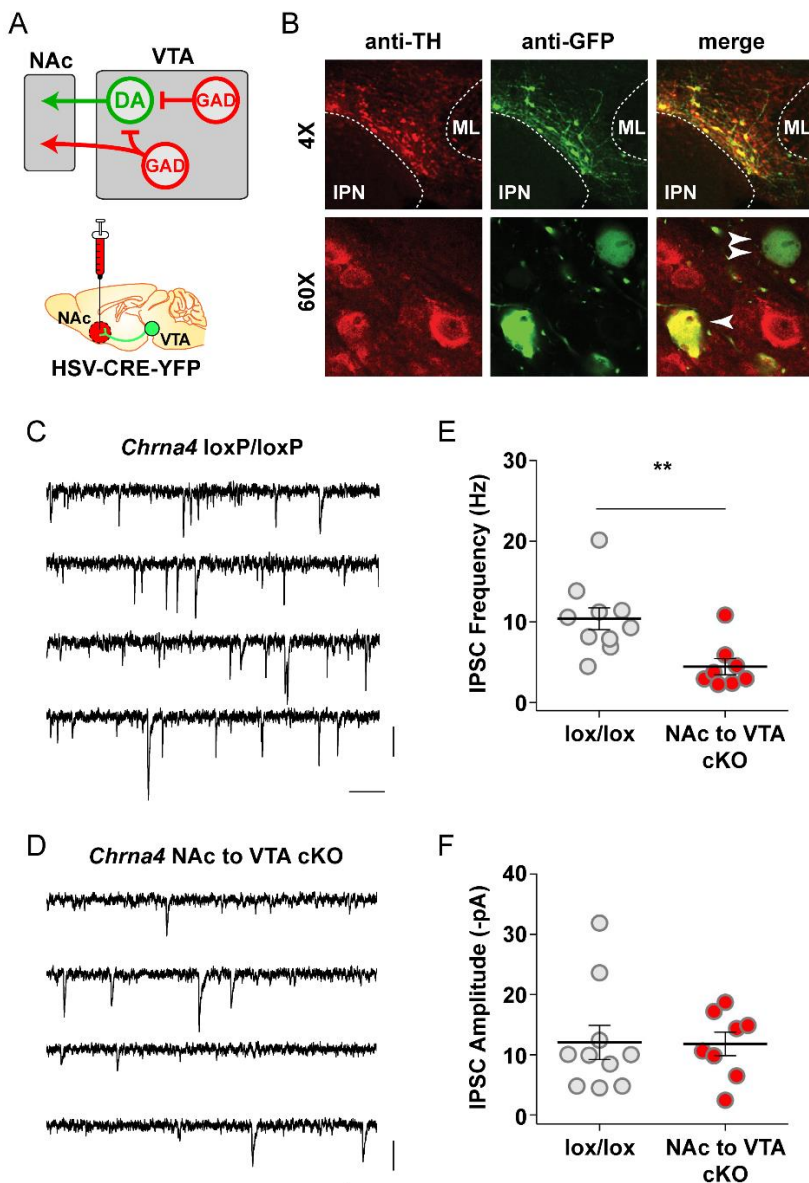 A
NAc
VTA
DA
GAD
GAD
NAc
VTA
HSV-CRE-YFP
B
anti-TH
anti-GFP
merge
4X
ML
ML
IPN
IPN
IPN
60X
C
Chrna4 loxP/loxP
D
Chrna4 NAc to VTA cKO
E
IPSC Frequency (Hz)
30
20
10
0
**
lox/lox
NAc to VTA
cKO
F
IPSC Amplitude (-pA)
40
30
20
10
0
lox/lox
NAc to VTA
cKO